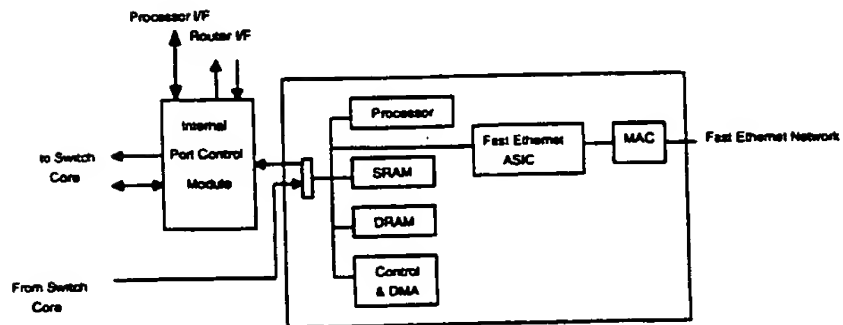 Processor I/F
Router I/F
Internal
Port Control
Module
to Switch
Core
From Switch
Core
Processor
SRAM
DRAM
Control
& DMA
Fast Ethernet
ASIC
MAC
Fast Ethernet Network